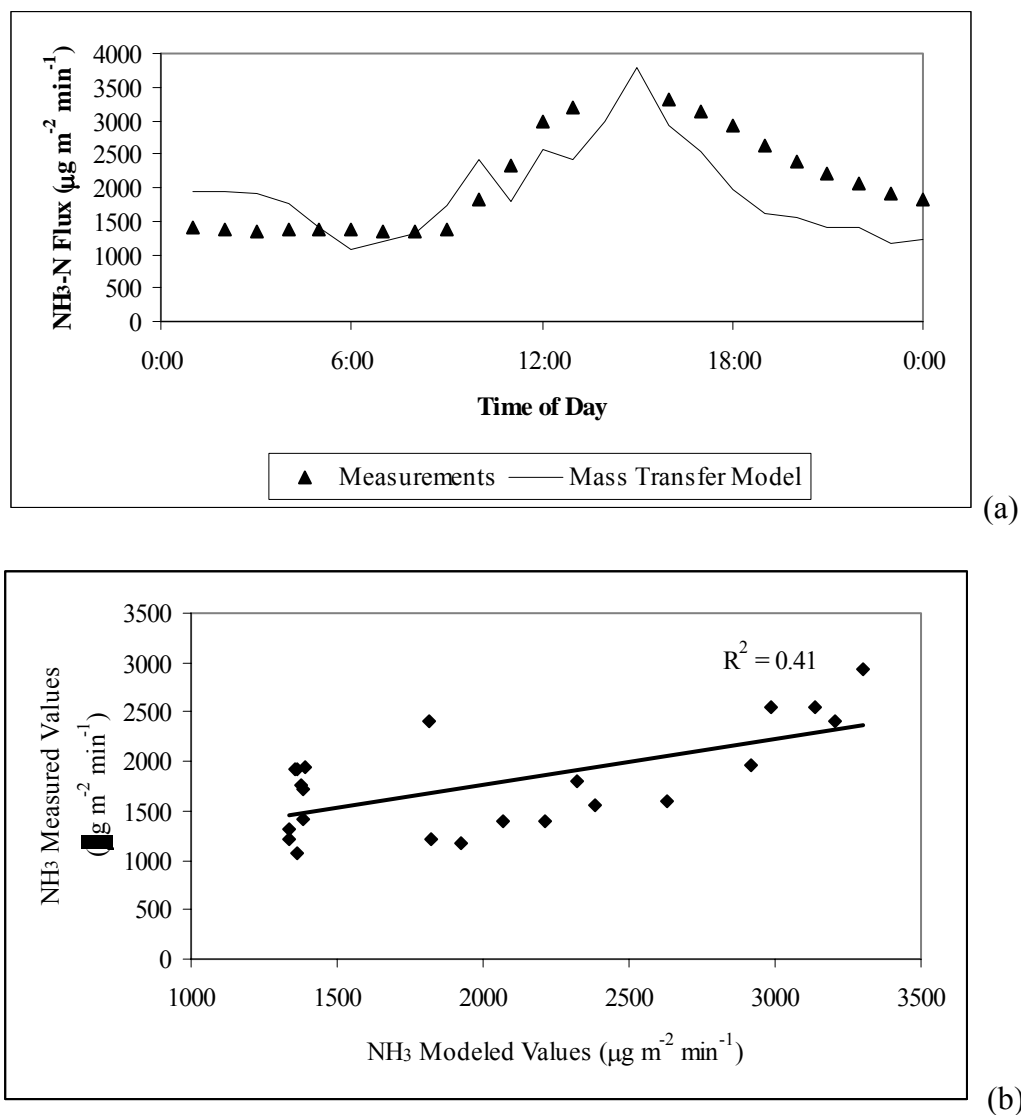 NH₃-N Flux (µg m⁻² min⁻¹)
4000
3500
3000
2500
2000
1500
1000
500
0
0:00 6:00 12:00 18:00 0:00
Time of Day
Measurements Mass Transfer Model
(a)
NH₃ Measured Values
g m⁻² min⁻¹)
3500
3000
2500
2000
1500
1000
500
0
R² = 0.41
1000 1500 2000 2500 3000 3500
NH₃ Modeled Values (µg m⁻² min⁻¹)
(b)